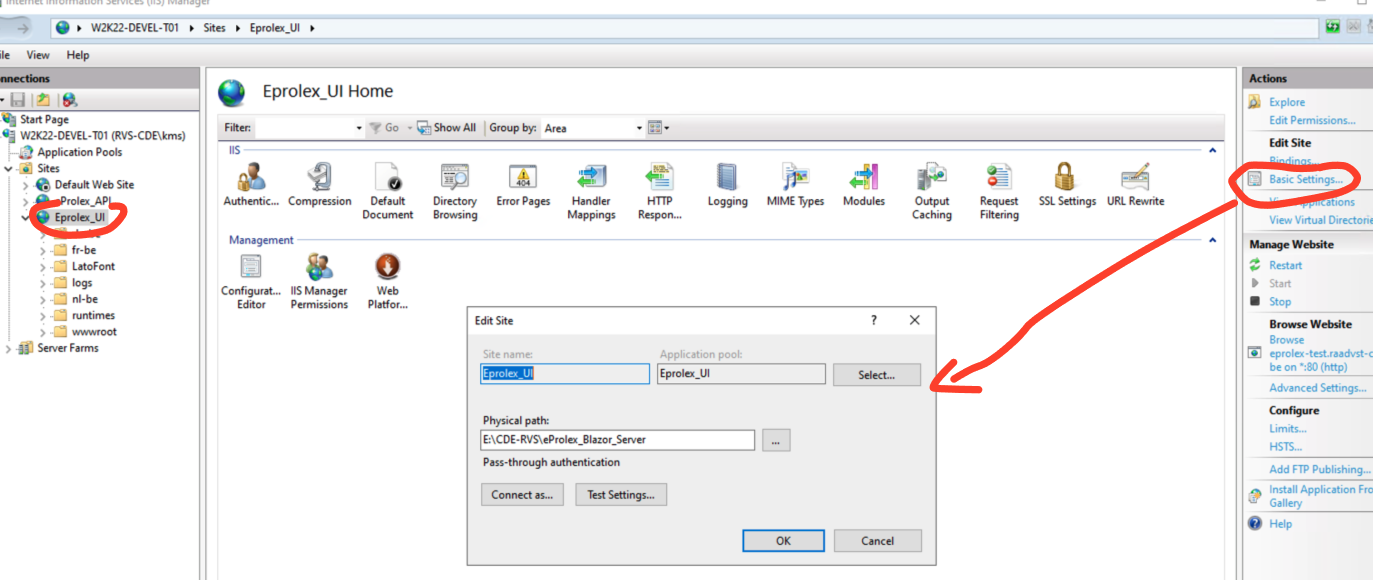 Internet Information Services (IIS) Manager
W2K22-DEVEL-T01 Sites Eprolex_UI
View Help
Start Page
W2K22-DEVEL-T01 (RVS-CDE\kms)
Application Pools
Sites
Default Web Site
Eprolex_UI
fr-be
LatoFont
logs
nl-be
runtimes
wwwroot
Server Farms
Eprolex_UI Home
Filter: Go Show All Group by: Area
IIS
Authentic... Compression Default Document Directory Browsing Error Pages Handler Mappings HTTP Respon... Logging MIME Types Modules Output Caching Request Filtering SSL Settings URL Rewrite
404
Management
Configurat... Editor IIS Manager Permissions Web Platfor...
Edit Site
?
Site name: Application pool:
Eprolex_UI Eprolex_UI Select...
Physical path:
E:\CDE-RVS\eProlex_Blazor_Server ...
Pass-through authentication
Connect as... Test Settings...
OK Cancel
Actions
Explore
Edit Permissions...
Edit Site
Bindings...
Basic Settings...
View Applications
View Virtual Directorie
Manage Website
Restart
Start
Stop
Browse Website
Browse
eprolex-test.raadvst-c
be on *:80 (http)
Advanced Settings...
Configure
Limits...
HSTS...
Add FTP Publishing...
Install Application Fro
Gallery
Help